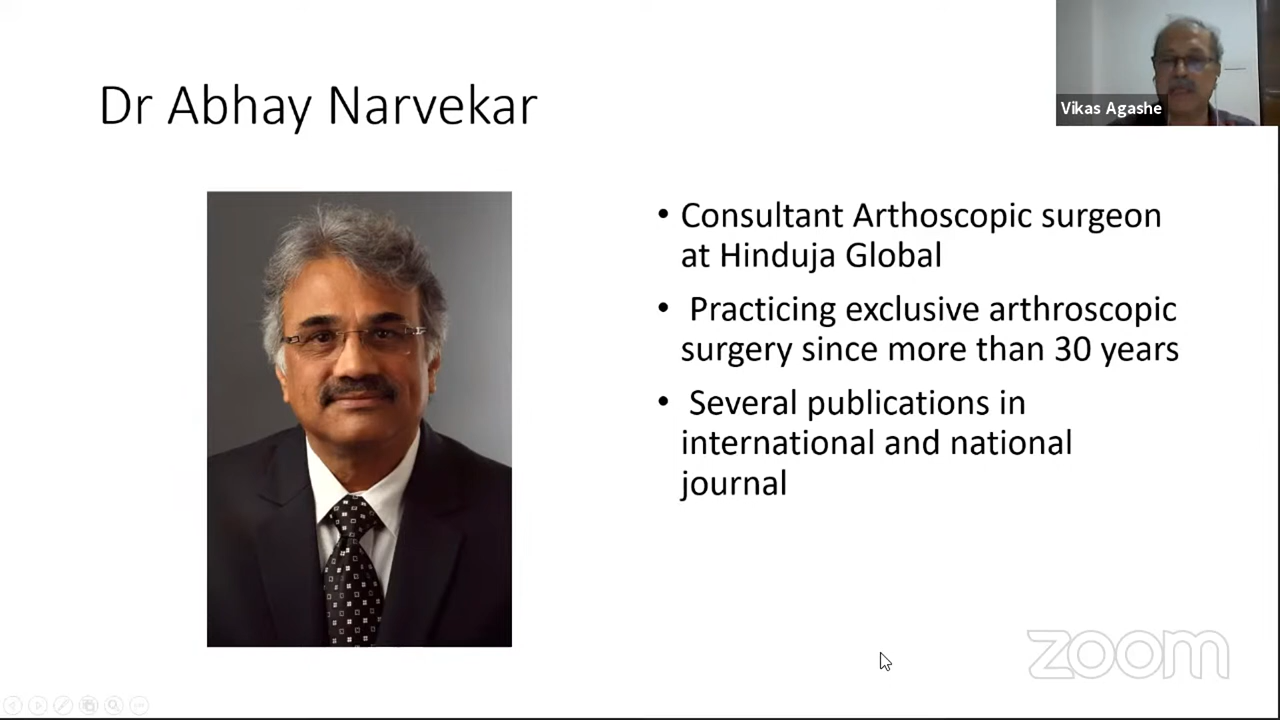 Dr Abhay Narvekar
Vikas Agashe
• Consultant Arthoscopic surgeon
at Hinduja Global
• Practicing exclusive arthroscopic
surgery since more than 30 years
• Several publications in
international and national
journal
zoom